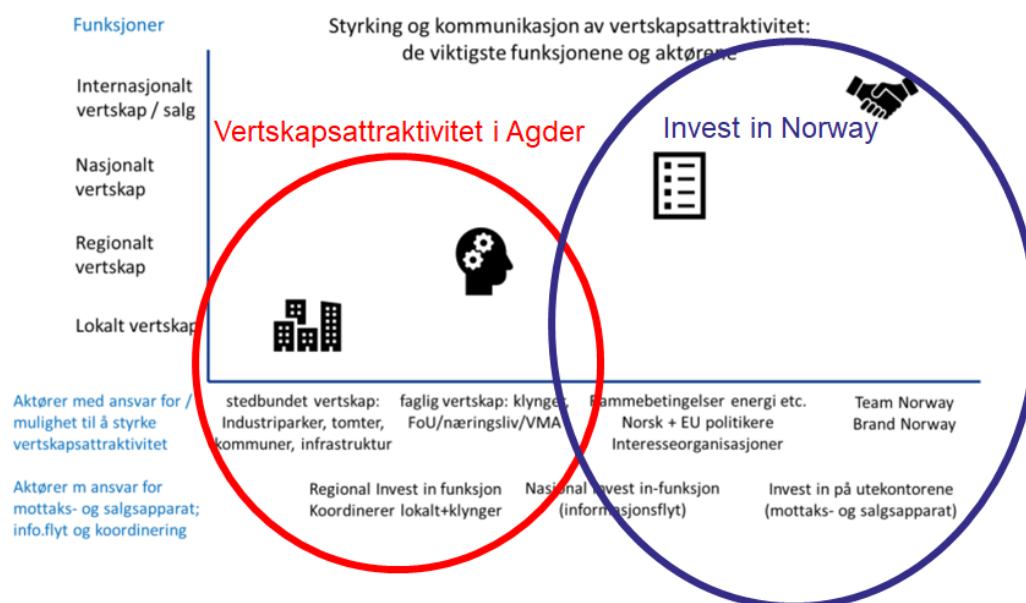 Funksjoner
Styrking og kommunikasjon av vertskapsattraktivitet:
de viktigste funksjonene og aktørene
Internasjonalt
vertskap / salg
Vertskapsattraktivitet i Agder
Invest in Norway
Nasjonalt
vertskap
Regionalt
vertskap
Lokalt vertskap
Aktører med ansvar for /
mulighet til å styrke
vertskapsattraktivitet
stedbundet vertskap:
Industriparker, tomter,
kommuner, infrastruktur
faglig vertskap: klynger,
FoU/næringsliv/VMA
Rammebetingelser energi etc.
Norsk + EU politikere
Interesseorganisasjoner
Team Norway
Brand Norway
Aktører m ansvar for
mottaks- og salgsapparat;
info.flyt og koordinering
Regional Invest in funksjon
Koordinerer lokalt+klynger
Nasjonal Invest in-funksjon
(informasjonsflyt)
Invest in på utekontorene
(mottaks- og salgsapparat)